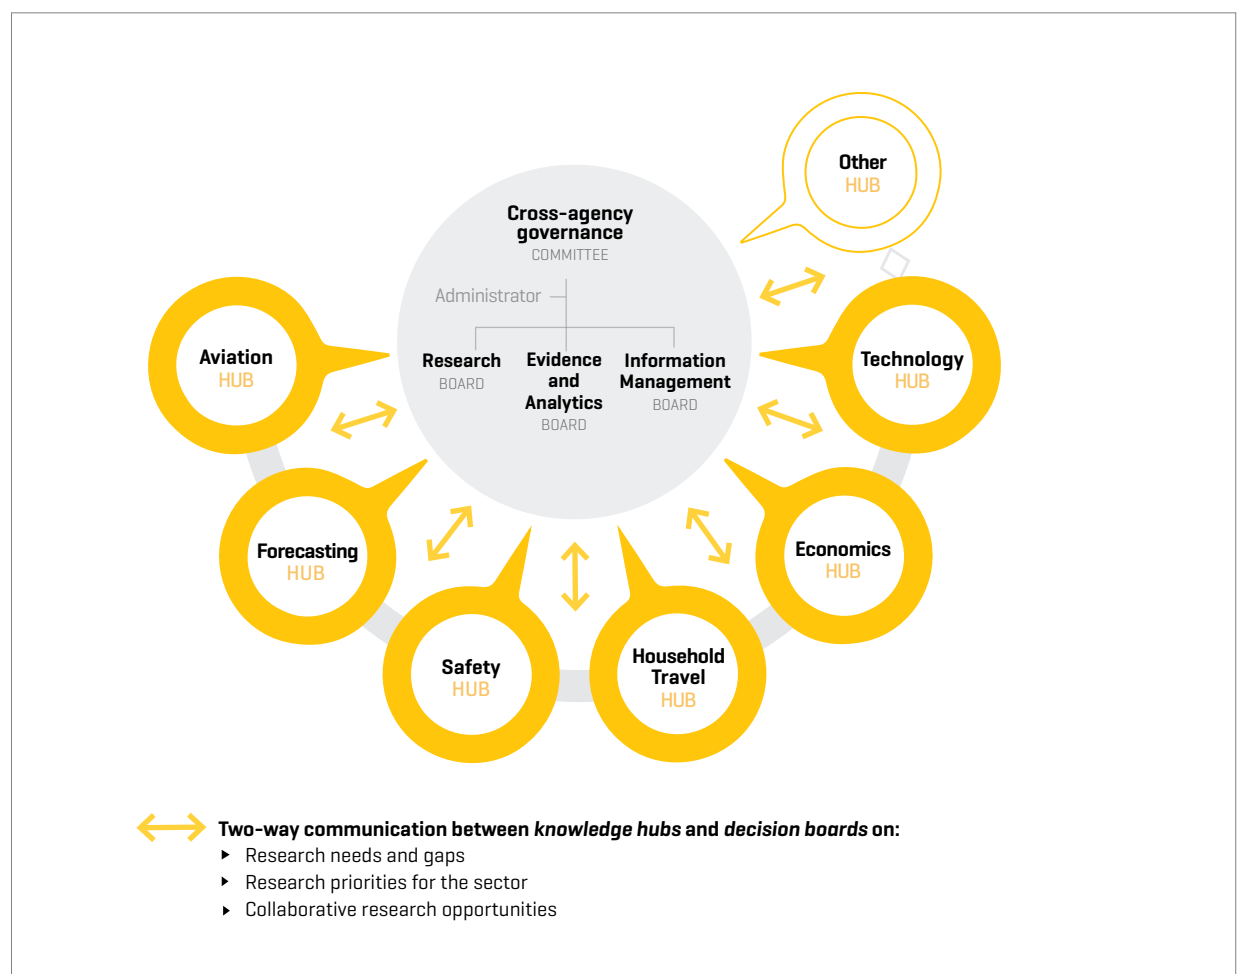 Other
HUB
Cross-agency
governance
COMMITTEE
Administrator
Research
BOARD
Evidence
and
Analytics
BOARD
Information
Management
BOARD
Aviation
HUB
Technology
HUB
Forecasting
HUB
Economics
HUB
Safety
HUB
Household
Travel
HUB
Two-way communication between knowledge hubs and decision boards on:
Research needs and gaps
Research priorities for the sector
Collaborative research opportunities